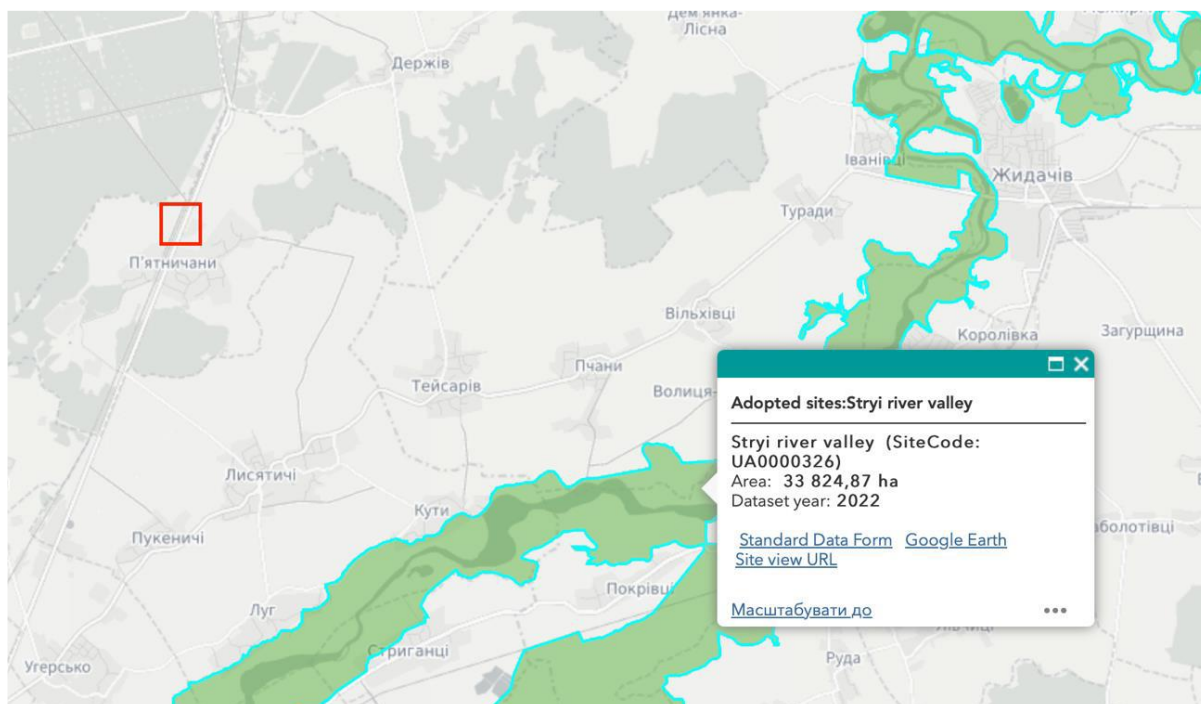 Дем'янка-
Лісна
Держів
Іванівці
Жидачів
Туради
П'ятничани
Вільхівці
Королівка
Загурщина
Пчани
Тейсарів
Волиця-
Adopted sites:Stryi river valley
Stryi river valley (SiteCode:
UA0000326)
Area: 33 824,87 ha
Dataset year: 2022
Лисятичі
Кути
Standard Data Form Google Earth
Site view URL
Пукеничі
Покрівці
Луг
Масштабувати до
Стриганці
Угерсько
Руда